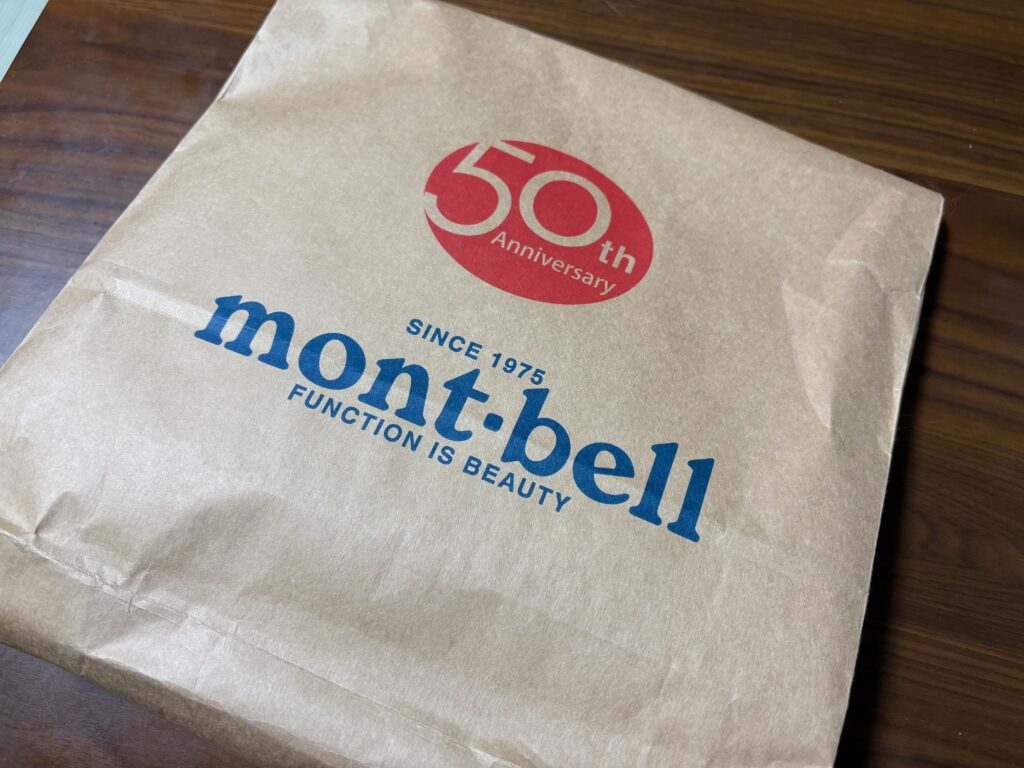 50th
Anniversary
SINCE 1975
mont·bell
FUNCTION IS BEAUTY